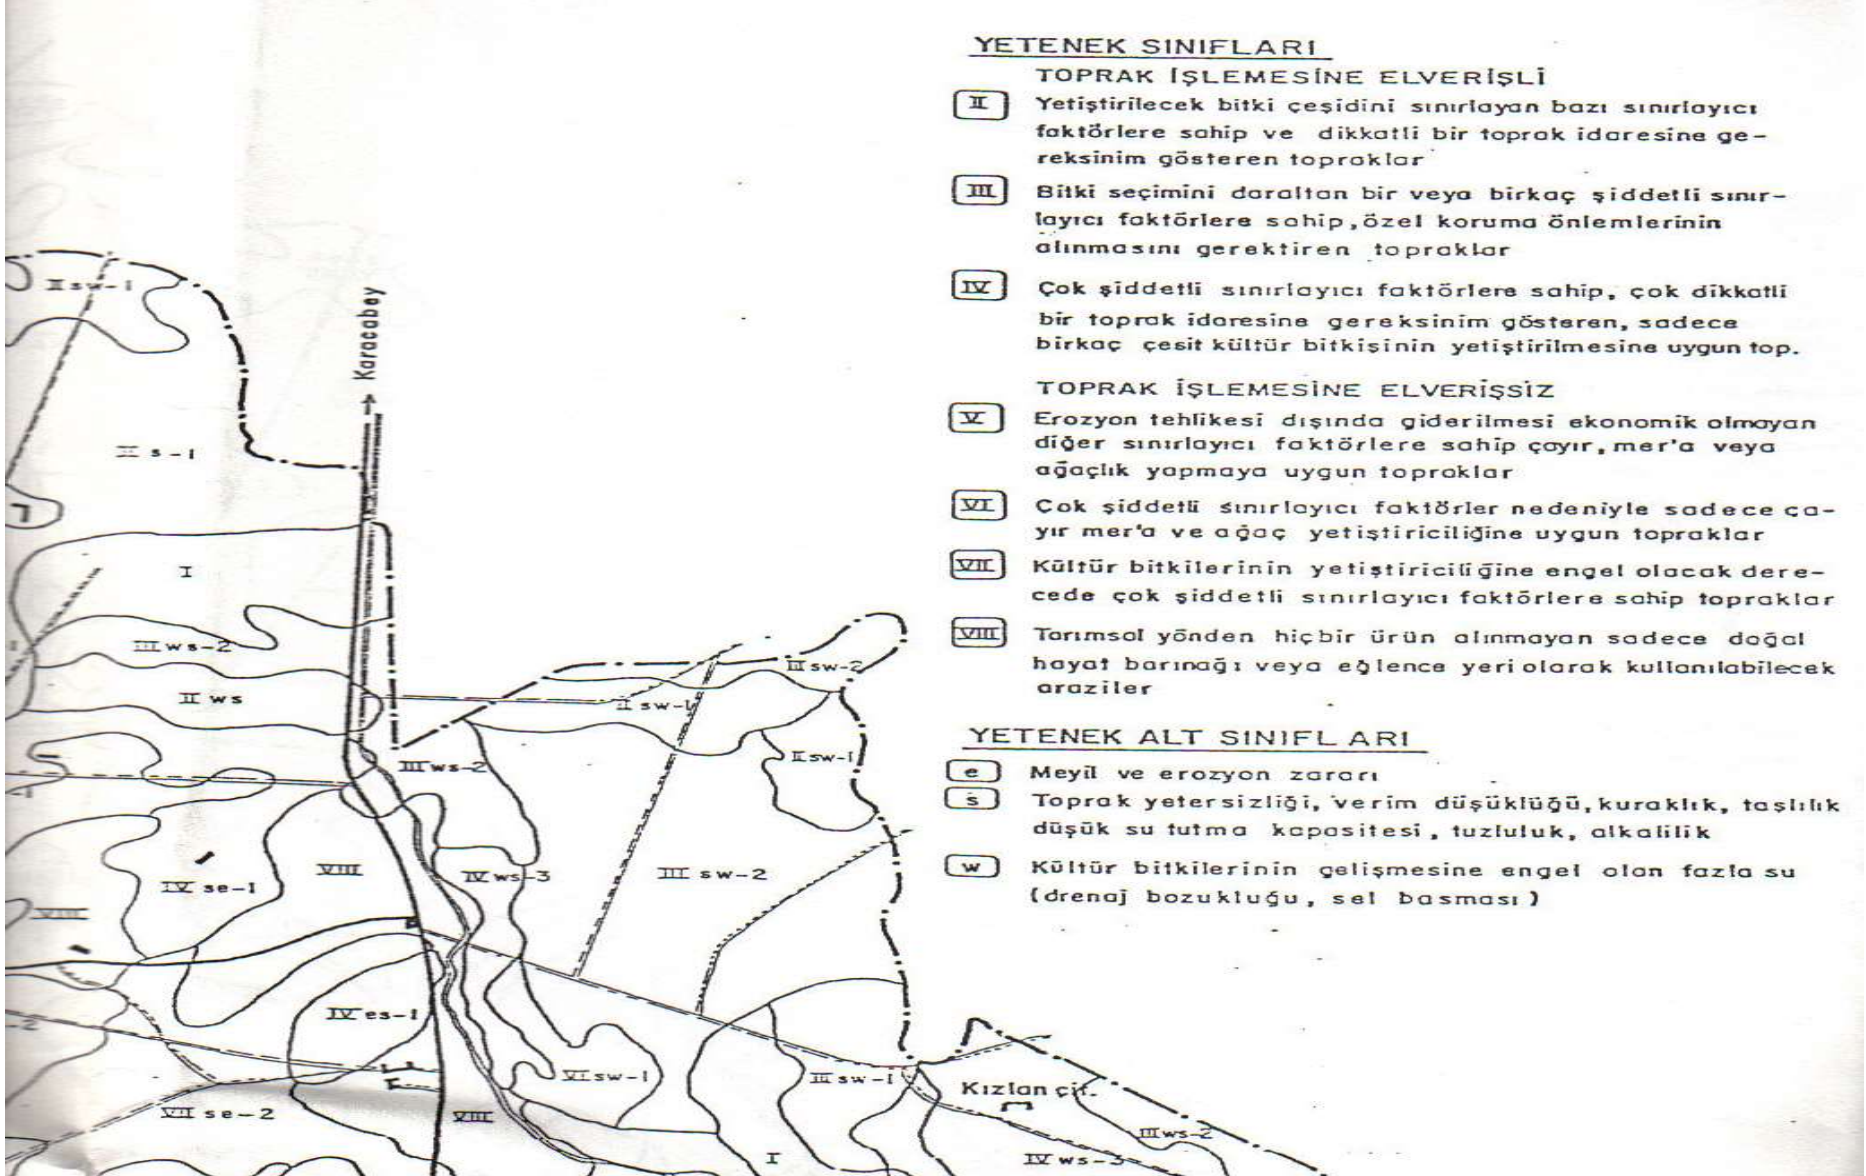 YETENEK SINIFLARI
TOPRAK İŞLEMESİNE ELVERİŞLİ
II Yetiştirilecek bitki çeşidini sınırlayan bazı sınırlayıcı
faktörlere sahip ve dikkatli bir toprak idaresine ge-
reksinim gösteren topraklar
III Bitki seçimini daraltan bir veya birkaç şiddetli sınır-
layıcı faktörlere sahip, özel koruma önlemlerinin
alınmasını gerektiren topraklar
IV Çok şiddetli sınırlayıcı faktörlere sahip, çok dikkatli
bir toprak idaresine gereksinim gösteren, sadece
birkaç çesit kültür bitkisinin yetiştirilmesine uygun top.
TOPRAK İŞLEMESİNE ELVERİŞSİZ
V Erozyon tehlikesi dışında giderilmesi ekonomik olmayan
diğer sınırlayıcı faktörlere sahip çayır, mer'a veya
ağaçlık yapmaya uygun topraklar
VI Çok şiddetli sınırlayıcı faktörler nedeniyle sadece ça-
yır mer'a ve ağaç yetiştiriciliğine uygun topraklar
VII Kültür bitkilerinin yetiştiriciliğine engel olacak dere-
cede çok şiddetli sınırlayıcı faktörlere sahip topraklar
VIII Tarımsal yönden hiçbir ürün alınmayan sadece doğal
hayat barınağı veya eğlence yeri olarak kullanılabilecek
araziler
YETENEK ALT SINIFLARI
e Meyil ve erozyon zararı
s Toprak yetersizliği, verim düşüklüğü, kuraklık, taşlılık
düşük su tutma kapasitesi, tuzluluk, alkalilik
w Kültür bitkilerinin gelişmesine engel olan fazla su
(drenaj bozukluğu, sel basması)
II sw-1
Karacabey
II s-1
I
III ws-2
II ws
III sw-2
II sw-1
II sw-1
III ws-2
VIII
IV se-1
IV ws-3
III sw-2
VIII
IV es-1
-2
VI sw-1
III sw-1
Kızlan çif.
VII se-2
VIII
III ws-2
I
IV ws-3